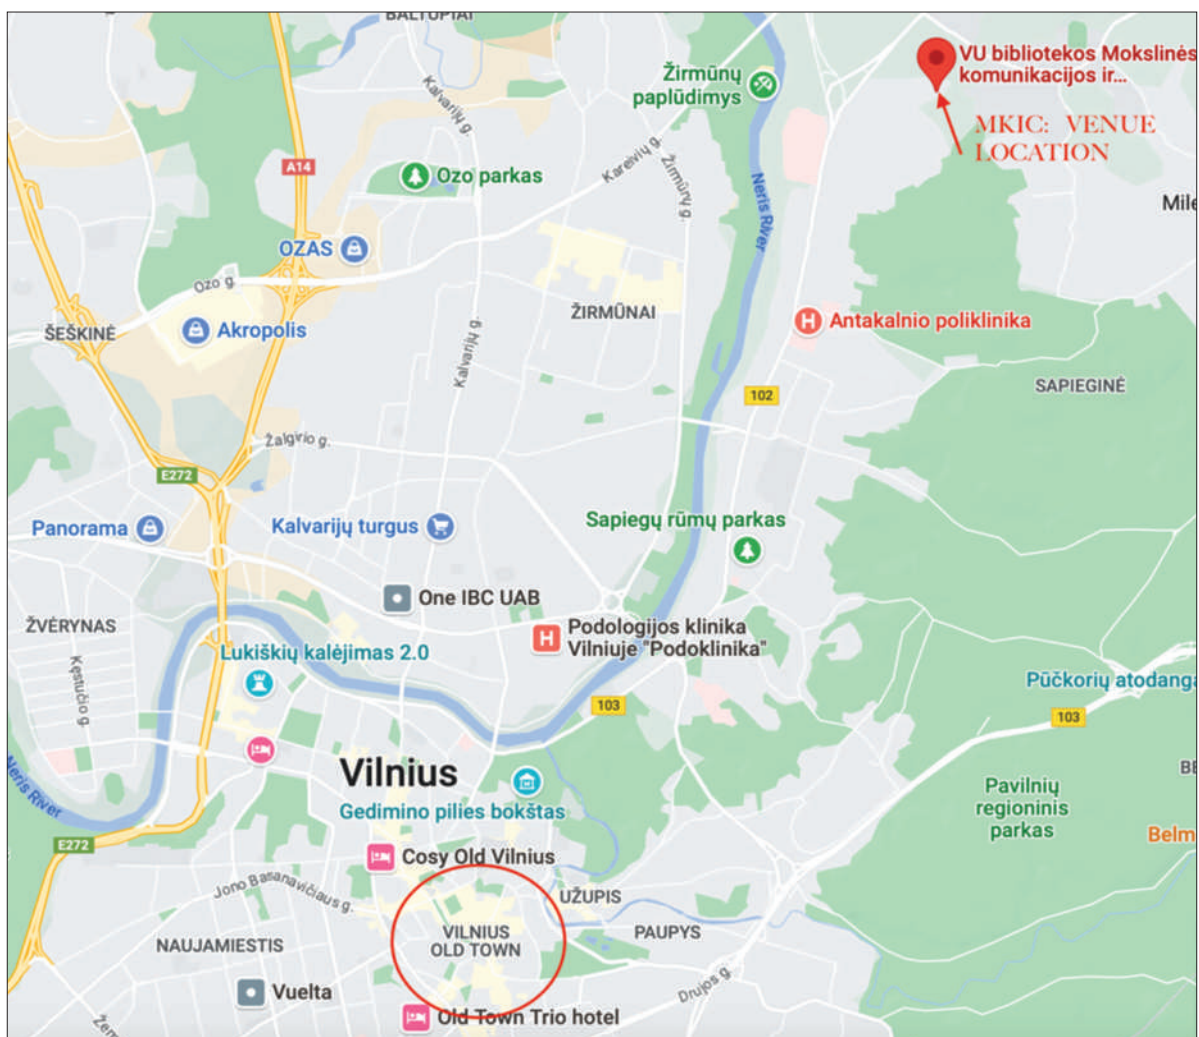 BALTUPIAI
VU bibliotekos Mokslinės
komunikacijos ir...
MKIC: VENUE
LOCATION
Žirmūnų
paplūdimys
Kalvarijų g.
A14
Ozo parkas
Kareivių g.
Žirmūnų g.
Neris River
Mile
OZAS
Ozo g.
ŽIRMŪNAI
Antakalnio poliklinika
ŠEŠKINĖ
Akropolis
Kalvarijų g.
102
SAPIEGINĖ
Žalgirio g.
E272
Panorama
Kalvarijų turgus
Sapiegų rūmų parkas
One IBC UAB
ŽVĖRYNAS
Podologijos klinika
Vilniuje "Podoklinika"
Lukiškių kalėjimas 2.0
Kęstučio g.
103
Pūčkorių atodanga
103
Neris River
Vilnius
Gedimino pilies bokštas
BE
Pavilnių
regioninis
parkas
Belm
E272
Cosy Old Vilnius
Jono Basanavičiaus g.
UŽUPIS
VILNIUS
OLD TOWN
PAUPYS
NAUJAMIESTIS
Drujos g.
Vuelta
Old Town Trio hotel
Žem